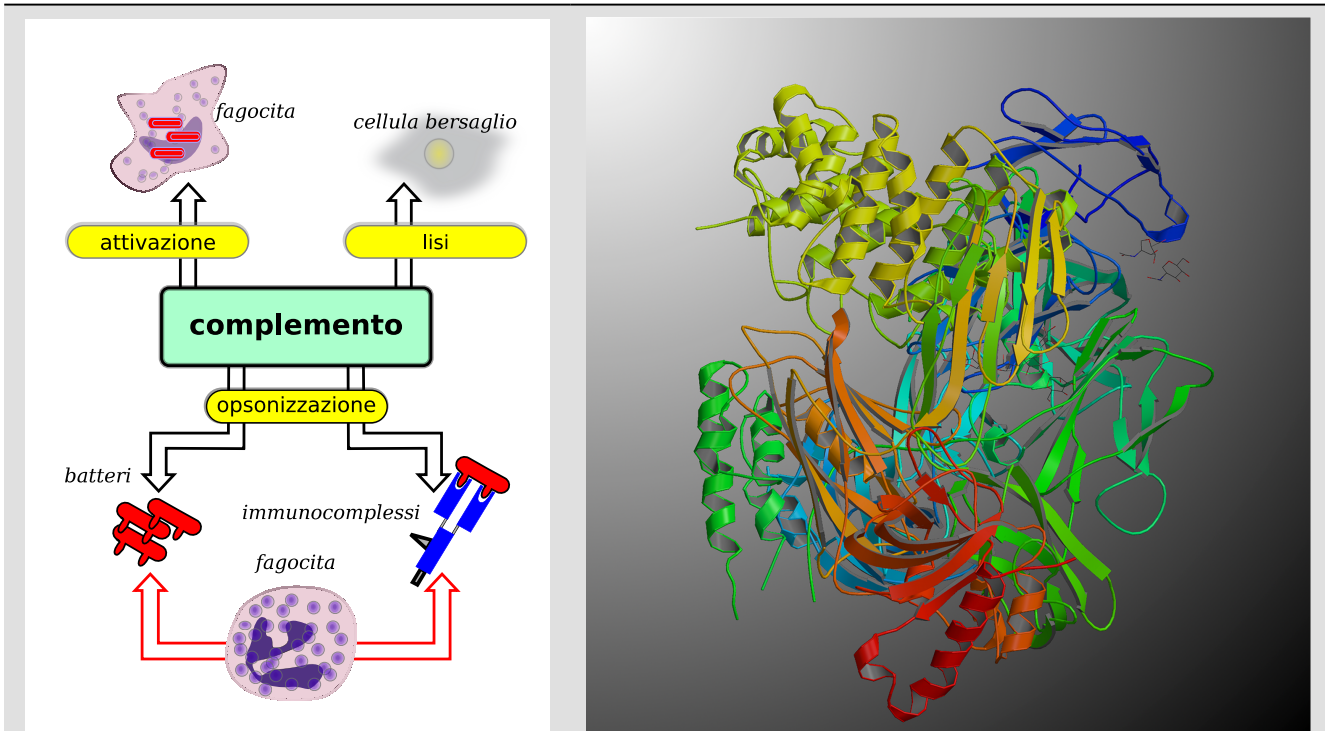 fagocita
cellula bersaglio
attivazione
lisi
complemento
opsonizzazione
batteri
immunocomplessi
fagocita